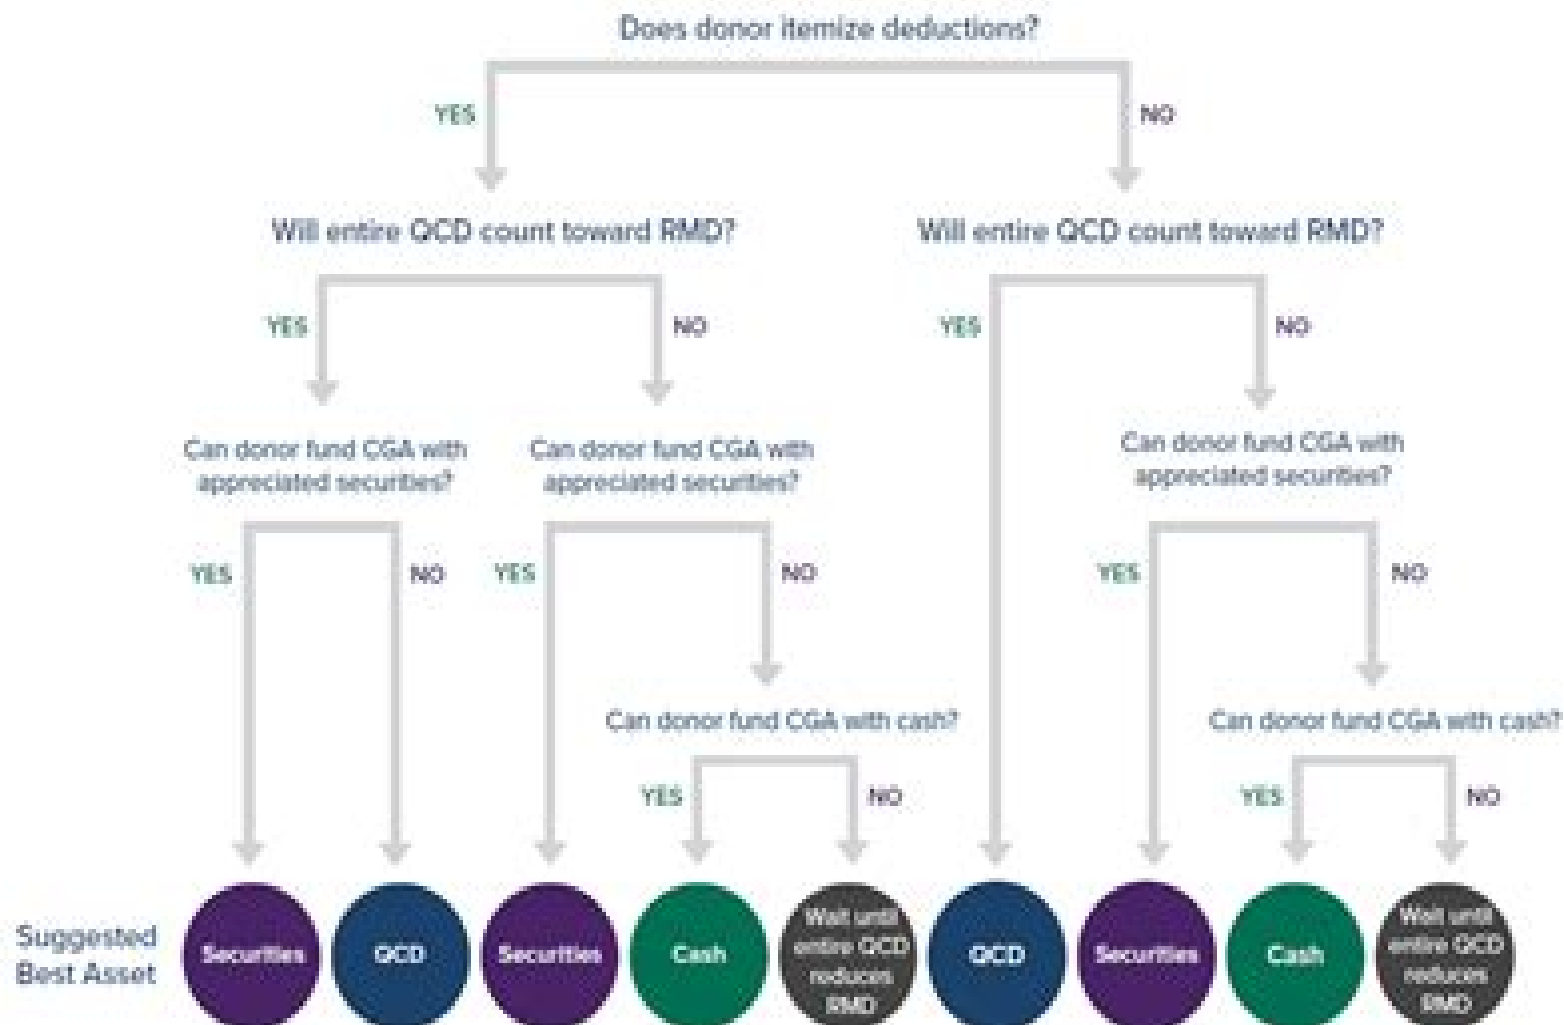 Does donor itemize deductions?
YES
NO
Will entire QCD count toward RMD?
Will entire QCD count toward RMD?
YES
NO
YES
NO
Can donor fund CGA with
appreciated securities?
Can donor fund CGA with
appreciated securities?
Can donor fund CGA with
appreciated securities?
YES
NO
YES
NO
YES
NO
Can donor fund CGA with cash?
Can donor fund CGA with cash?
YES
NO
YES
NO
Suggested
Best Asset
Securities
QCD
Securities
Cash
Wait until
entire QCD
reduces
RMD
QCD
Securities
Cash
Wait until
entire QCD
reduces
RMD